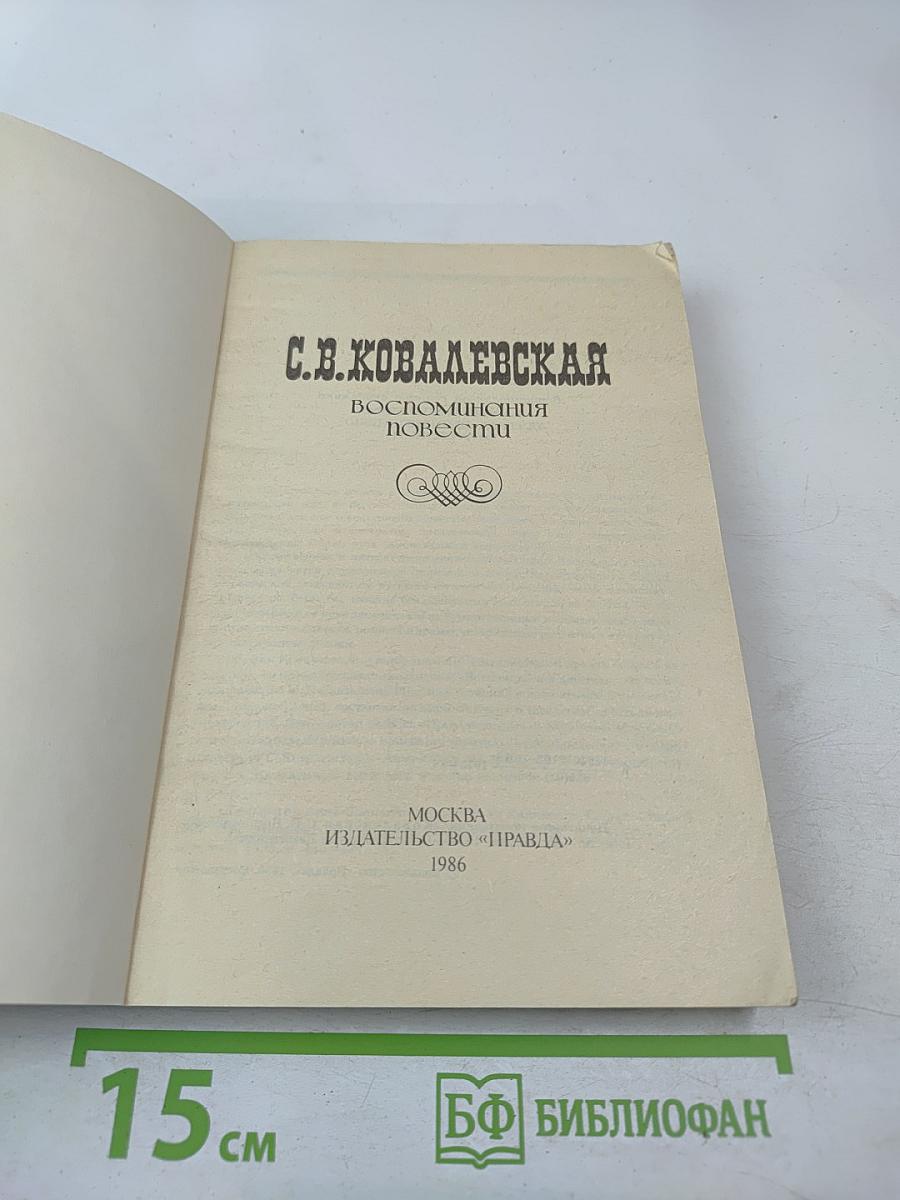 С.В.КОВАЛЕВСКАЯ
ВОСПОМИНАНИЯ
ПОВЕСТИ
МОСКВА
ИЗДАТЕЛЬСТВО «ПРАВДА»
1986
15 см
БФ БИБЛИОФАН